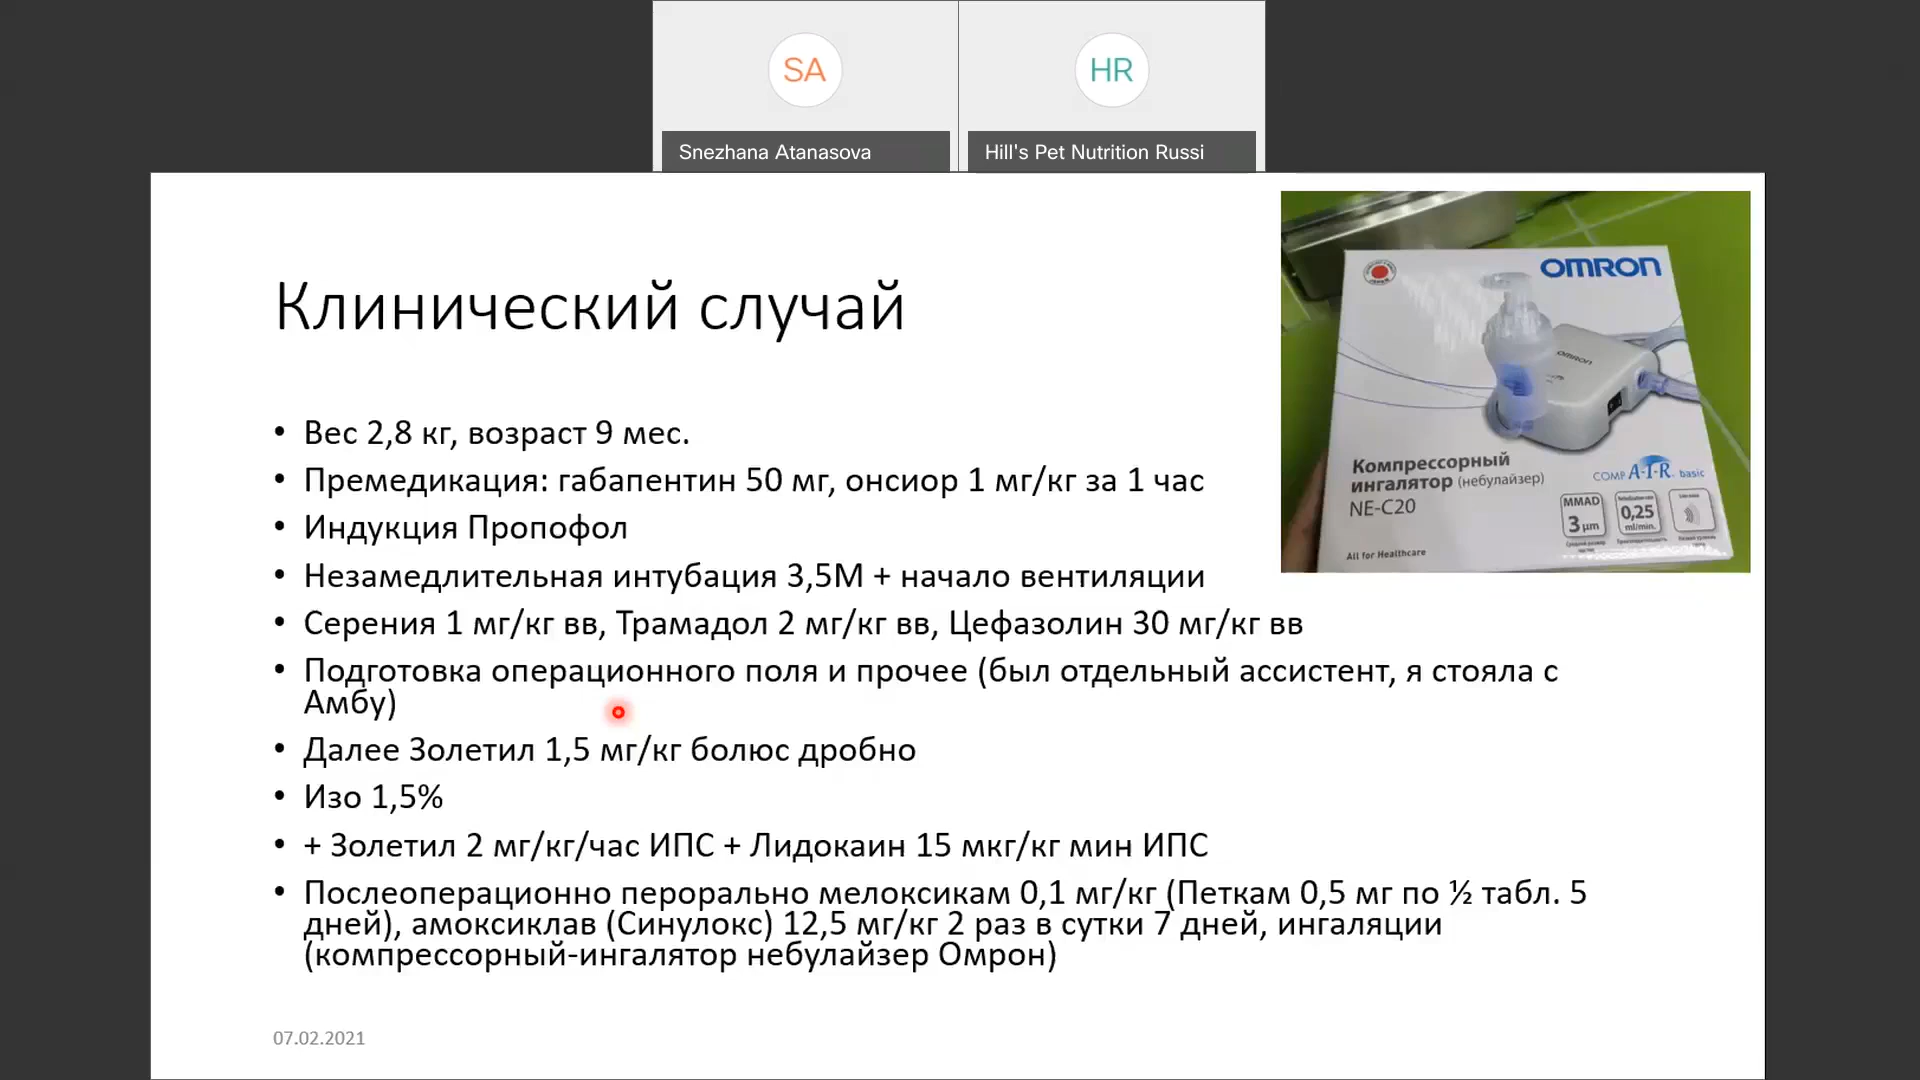 SA
HR
Snezhana Atanasova
Hill's Pet Nutrition Russi
Клинический случай
• Вес 2,8 кг, возраст 9 мес.
• Премедикация: габапентин 50 мг, онсиор 1 мг/кг за 1 час
• Индукция Пропофол
• Незамедлительная интубация 3,5М + начало вентиляции
• Серения 1 мг/кг вв, Трамадол 2 мг/кг вв, Цефазолин 30 мг/кг вв
• Подготовка операционного поля и прочее (был отдельный ассистент, я стояла с
Амбу)
• Далее Золетил 1,5 мг/кг болюс дробно
• Изо 1,5%
• + Золетил 2 мг/кг/час ИПС + Лидокаин 15 мкг/кг мин ИПС
• Послеоперационно перорально мелоксикам 0,1 мг/кг (Петкам 0,5 мг по ½ табл. 5
дней), амоксиклав (Синулокс) 12,5 мг/кг 2 раз в сутки 7 дней, ингаляции
(компрессорный-ингалятор небулайзер Омрон)
07.02.2021
OMRON
OMRON
Компрессорный
ингалятор (небулайзер)
NE-C20
COMP A-I-R basic
MMAD
3 µm
0,25
ml/min.
All for Healthcare